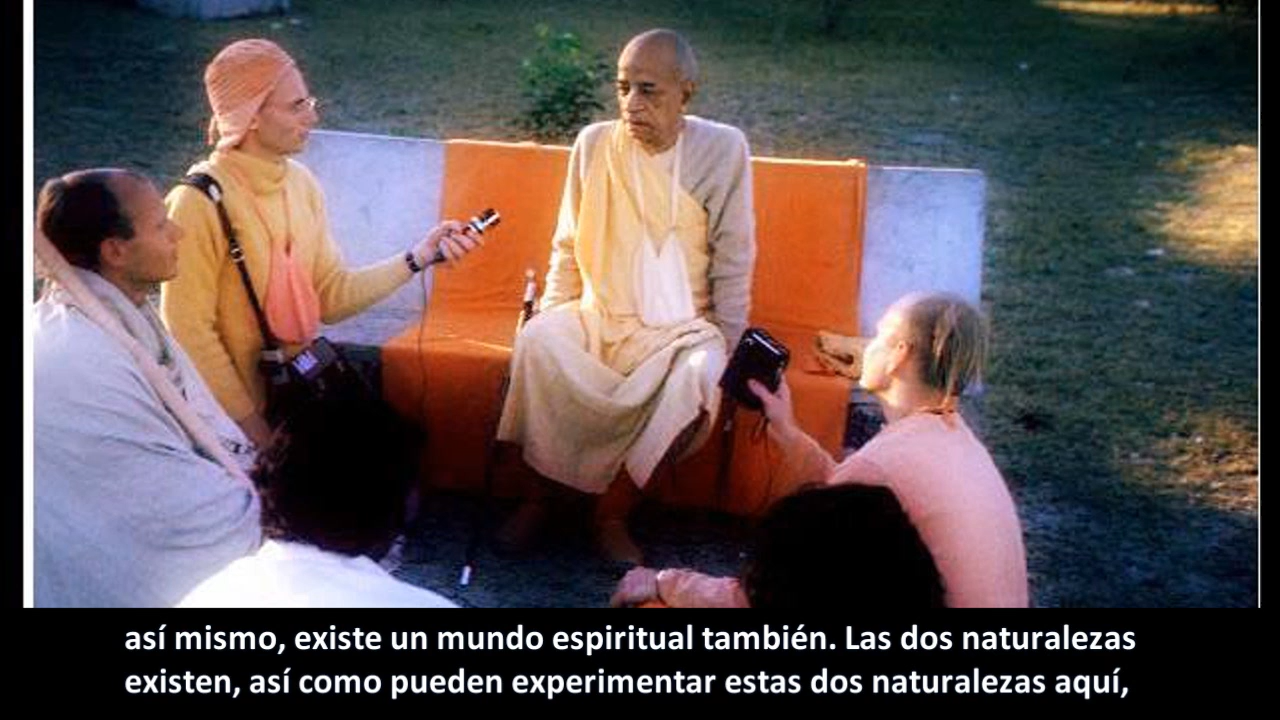 así mismo, existe un mundo espiritual también. Las dos naturalezas
existen, así como pueden experimentar estas dos naturalezas aquí,